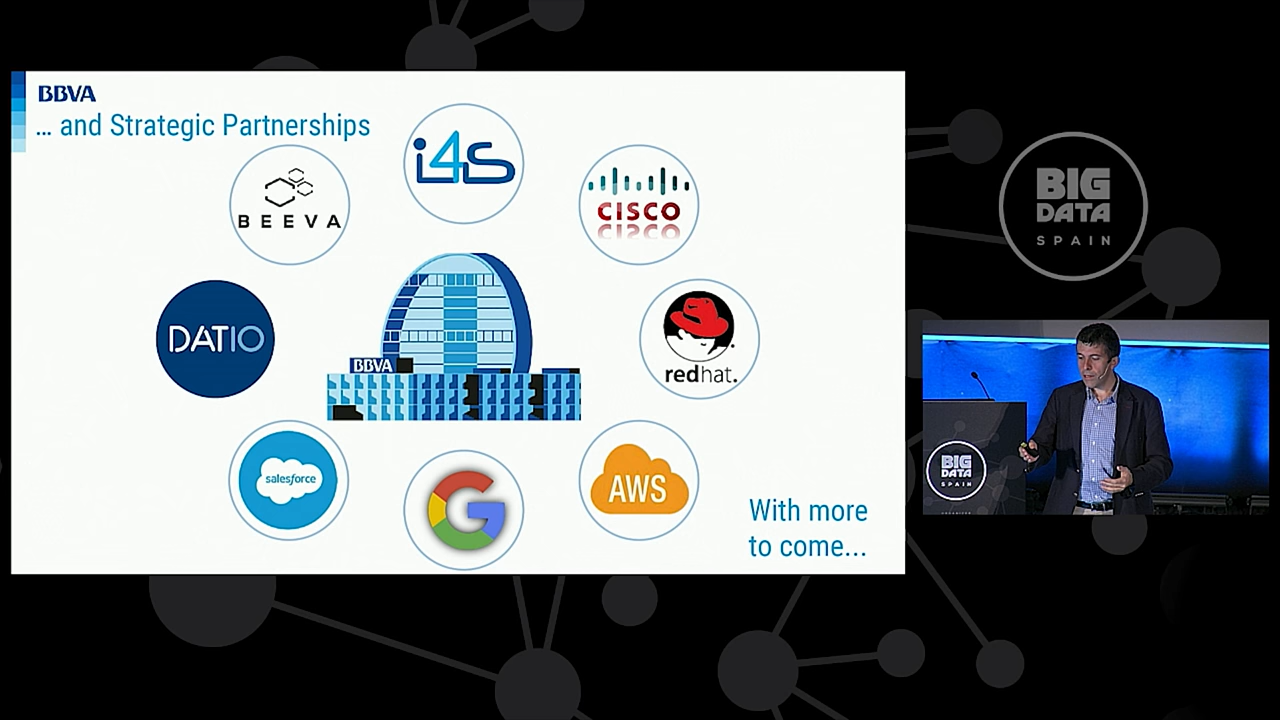 BBVA
… and Strategic Partnerships
i4S
BEEVA
CISCO
DATIO
BBVA
redhat.
salesforce
G
AWS
With more
to come...
BIG
DATA
SPAIN
BIG
DATA
SPAIN